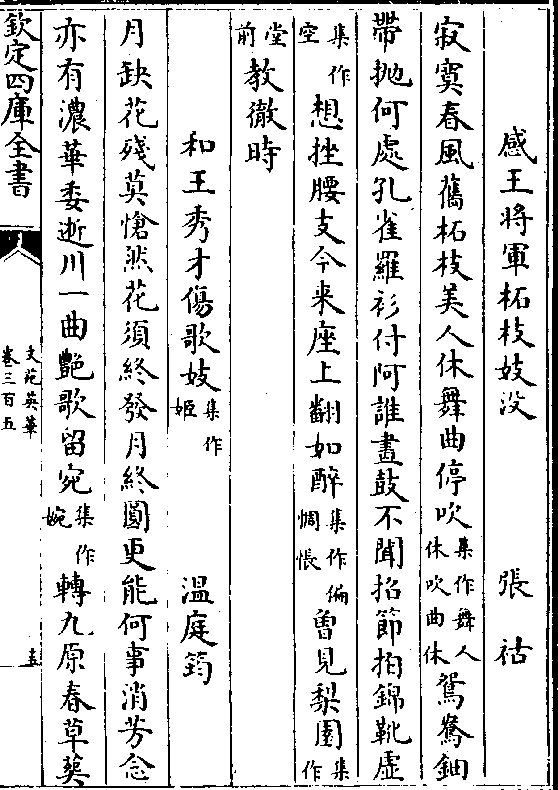 感王將軍柘枝妓没　張祜
寂寞春風舊柘枝美人休舞曲停吹集作舞人休吹曲休鴛鴦鈿
帶抛何處孔雀羅衫付阿誰畫鼓不聞招節拍錦靴虚
集作空想挫腰支今来座上翻如醉集作惆悵偏曾見梨園集作
堂前教徹時
和王秀才傷歌妓集作姬　温庭筠
月缺花殘莫愴然花須終發月終圓更能何事消芳念
亦有濃華委逝川一曲艷歌留宛集作婉轉九原春草葬
欽定四庫全書
文苑英華
卷三百五